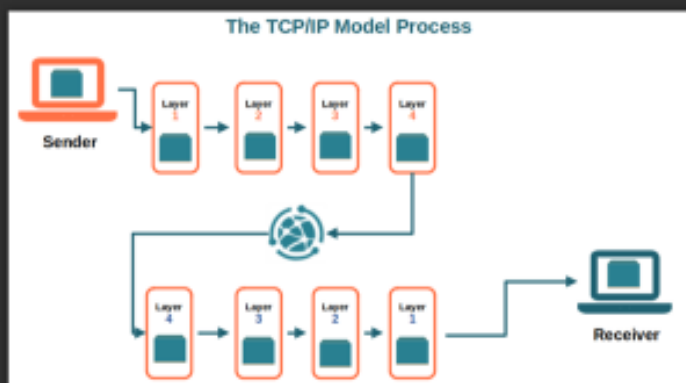 The TCP/IP Model Process
Sender
Layer
1
Layer
2
Layer
3
Layer
4
Layer
4
Layer
3
Layer
2
Layer
1
Receiver